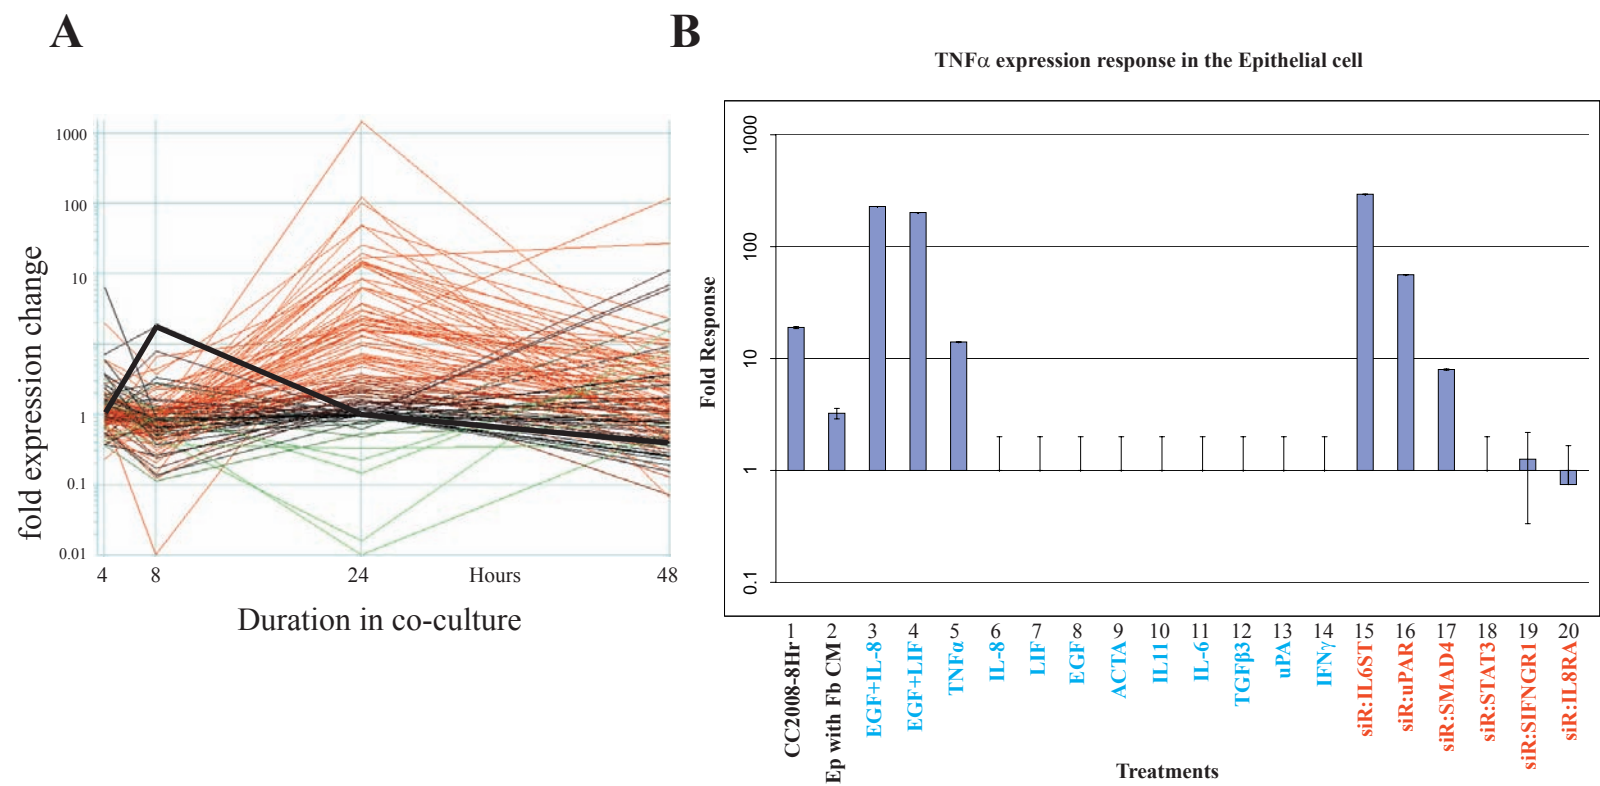 A
B
TNFα expression response in the Epithelial cell
fold expression change
1000
100
10
1
0.1
0.01
4
8
24
Hours
48
Duration in co-culture
Fold Response
1000
100
10
1
0.1
1 2 3 4 5 6 7 8 9 10 11 12 13 14 15 16 17 18 19 20
CC2008-8Hr
Ep with Fb CM
EGF+IL-8
EGF+LIF
TNFα
IL-8
LIF
EGF
ACTA
IL11
IL-6
TGFβ3
uPA
IFNγ
siR:IL6ST
siR:uPAR
siR:SMAD4
siR:STAT3
siR:SIFNGR1
siR:IL8RA
Treatments